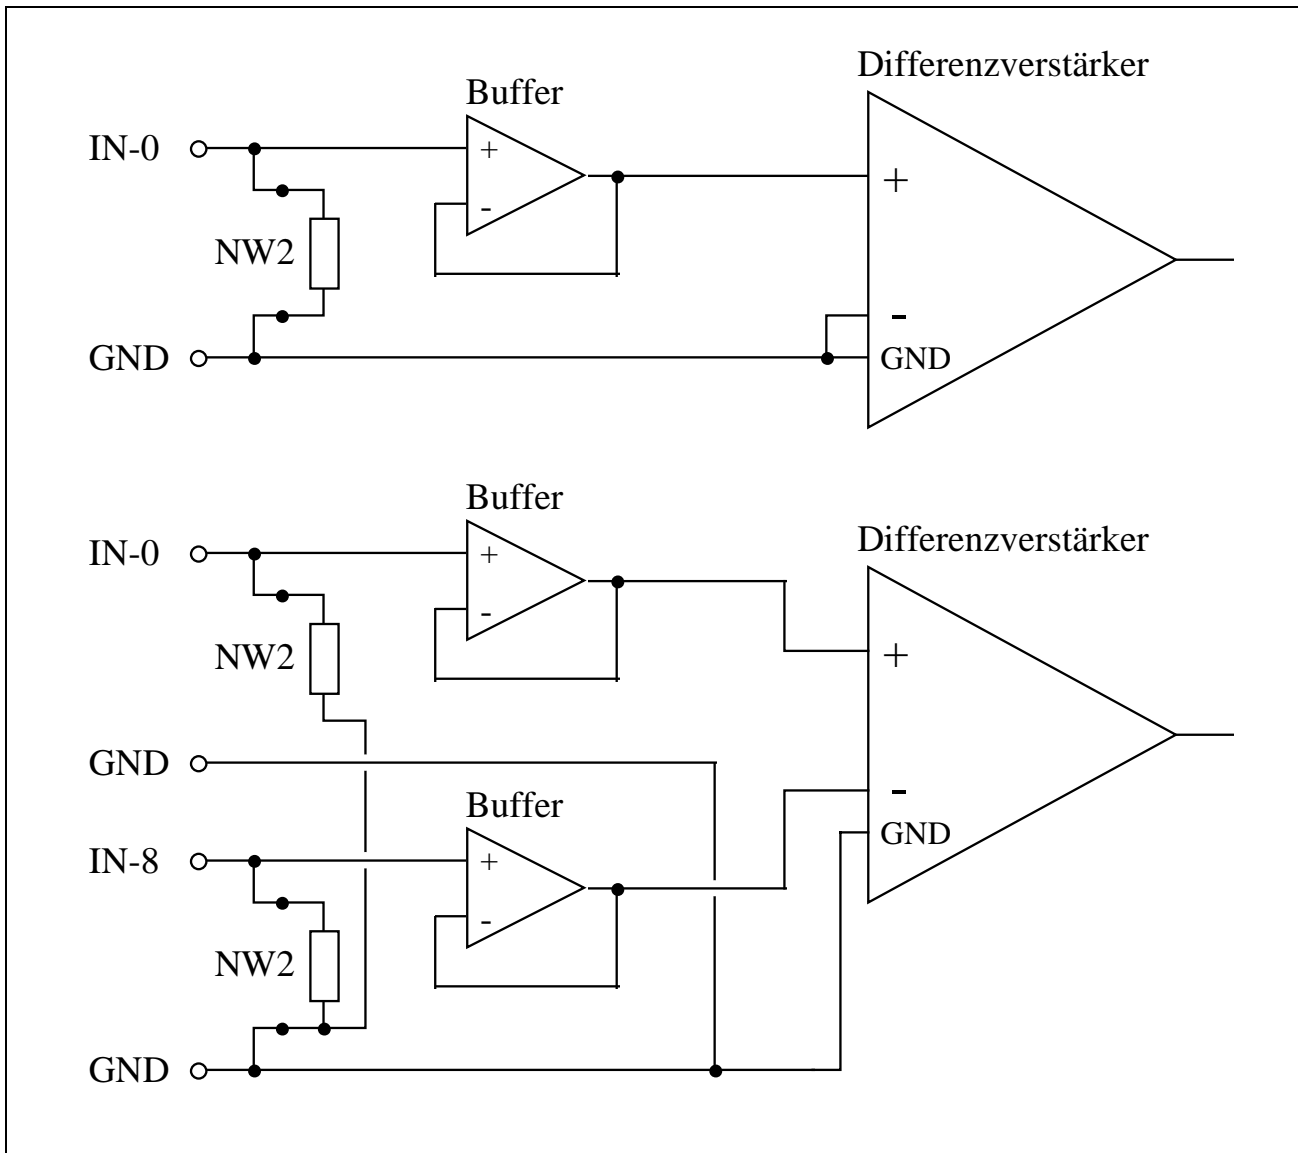 Differenzverstärker
Buffer
IN-0
+
-
+
NW2
-
GND
GND
Buffer
Differenzverstärker
IN-0
+
-
+
NW2
GND
Buffer
-
GND
IN-8
+
-
NW2
GND